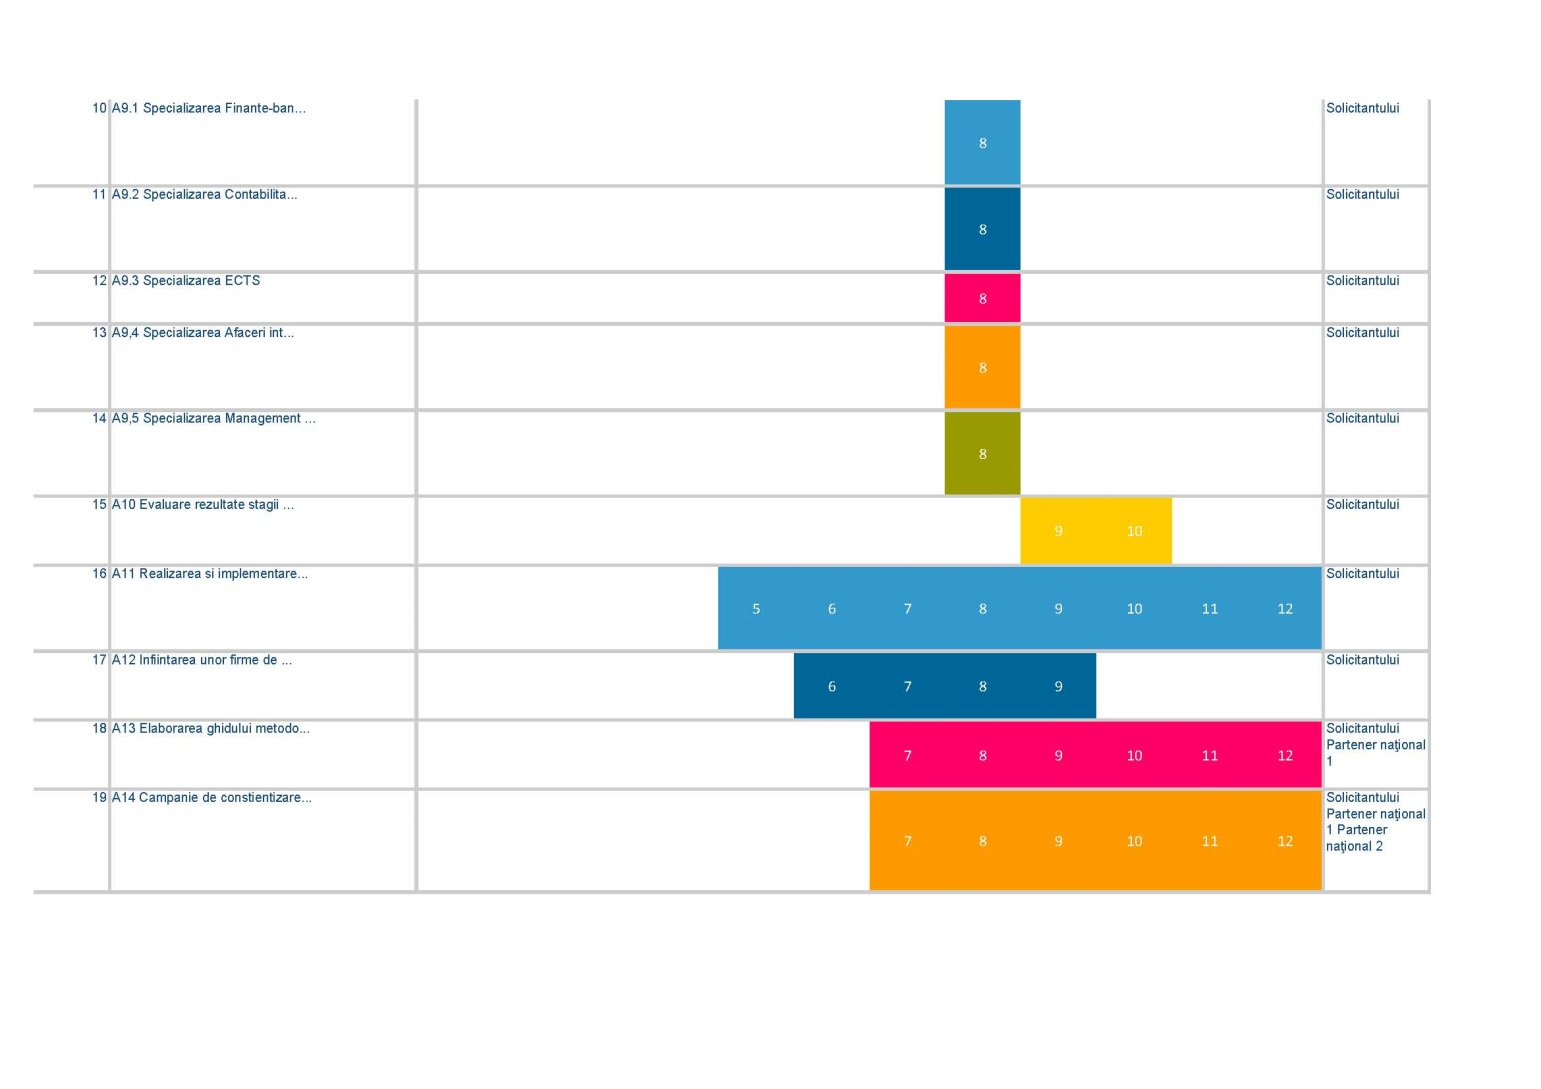 10 A9.1 Specializarea Finante-ban... Solicitantului
8
11 A9.2 Specializarea Contabilita... Solicitantului
8
12 A9.3 Specializarea ECTS Solicitantului
8
13 A9,4 Specializarea Afaceri int... Solicitantului
8
14 A9,5 Specializarea Management ... Solicitantului
8
15 A10 Evaluare rezultate stagii ... Solicitantului
9 10
16 A11 Realizarea si implementare... Solicitantului
5 6 7 8 9 10 11 12
17 A12 Infiintarea unor firme de ... Solicitantului
6 7 8 9
18 A13 Elaborarea ghidului metodo... Solicitantului
Partener naţional
1
7 8 9 10 11 12
19 A14 Campanie de constientizare... Solicitantului
Partener naţional
1 Partener
naţional 2
7 8 9 10 11 12